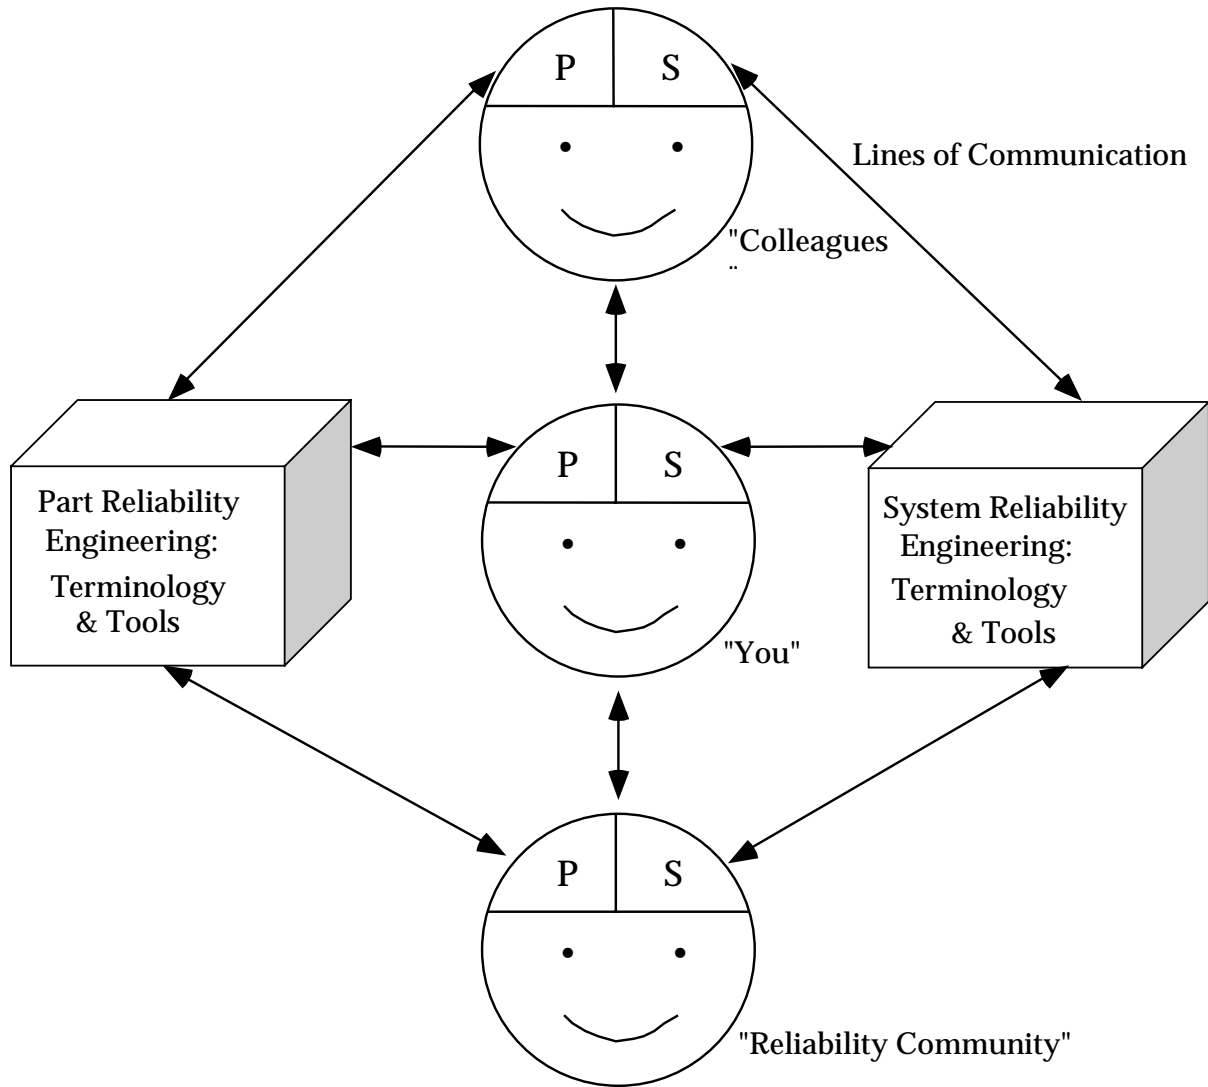 P S
Lines of Communication
"Colleagues
"
P S
Part Reliability
Engineering:
Terminology
& Tools
System Reliability
Engineering:
Terminology
& Tools
"You"
P S
"Reliability Community"